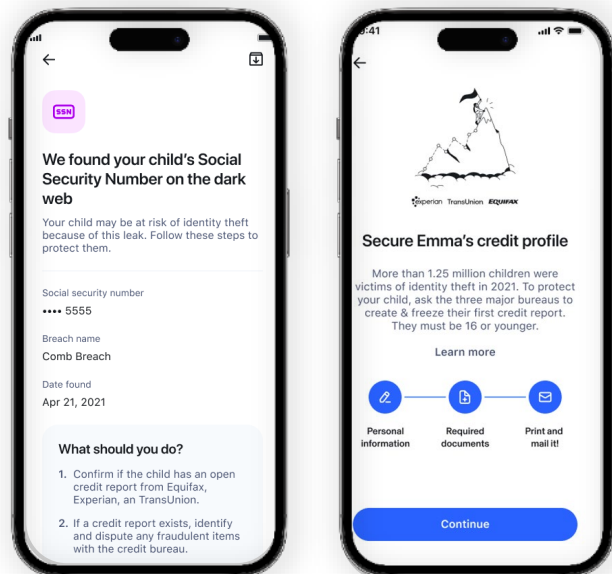 SSN
We found your child's Social
Security Number on the dark
web
Your child may be at risk of identity theft
because of this leak. Follow these steps to
protect them.
Social security number
•••• 5555
Breach name
Comb Breach
Date found
Apr 21, 2021
What should you do?
1. Confirm if the child has an open
credit report from Equifax,
Experian, an TransUnion.
2. If a credit report exists, identify
and dispute any fraudulent items
with the credit bureau.
9:41
experian TransUnion EQUIFAX
Secure Emma's credit profile
More than 1.25 million children were
victims of identity theft in 2021. To protect
your child, ask the three major bureaus to
create & freeze their first credit report.
They must be 16 or younger.
Learn more
Personal
information
Required
documents
Print and
mail it!
Continue